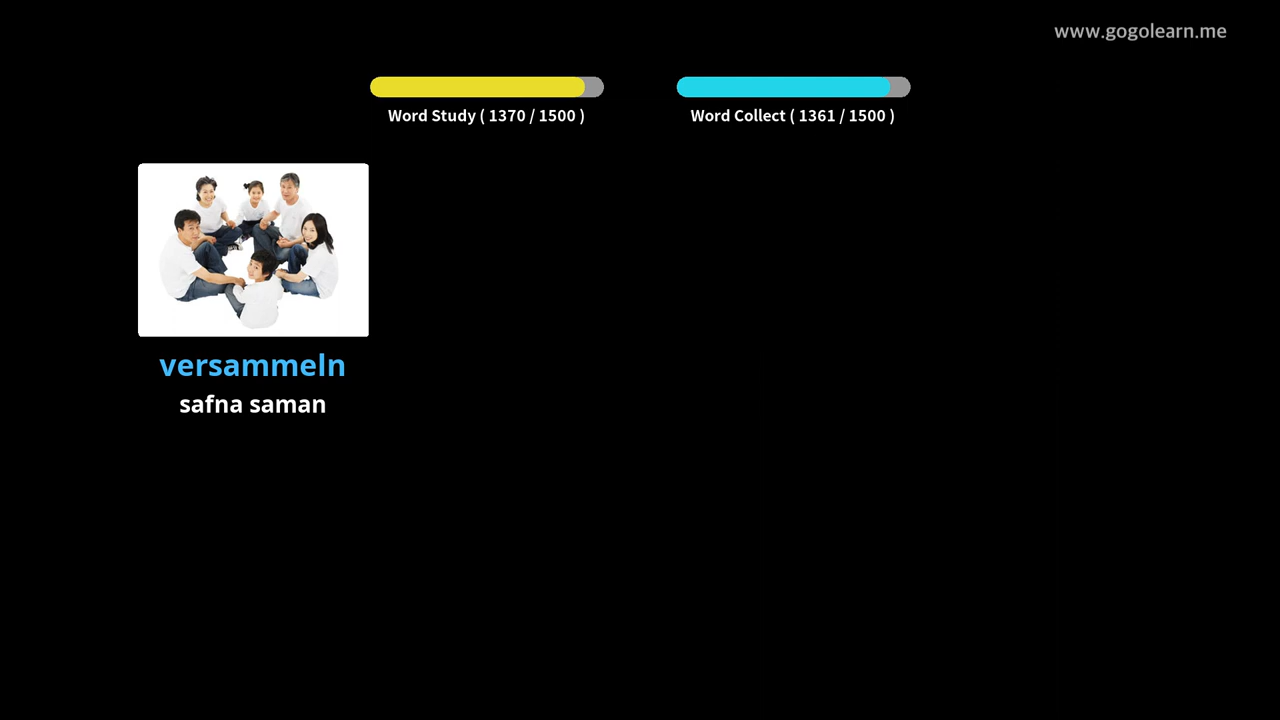 www.gogolearn.me
Word Study ( 1370 / 1500 )
Word Collect ( 1361 / 1500 )
versammeln
safna saman